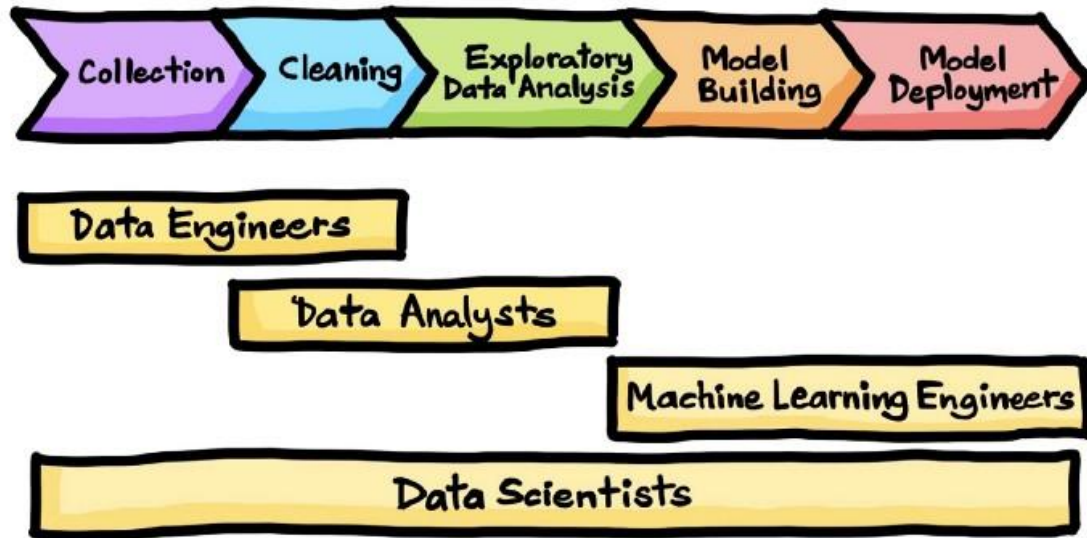 Collection
Cleaning
Exploratory
Data Analysis
Model
Building
Model
Deployment
Data Engineers
Data Analysts
Machine Learning Engineers
Data Scientists